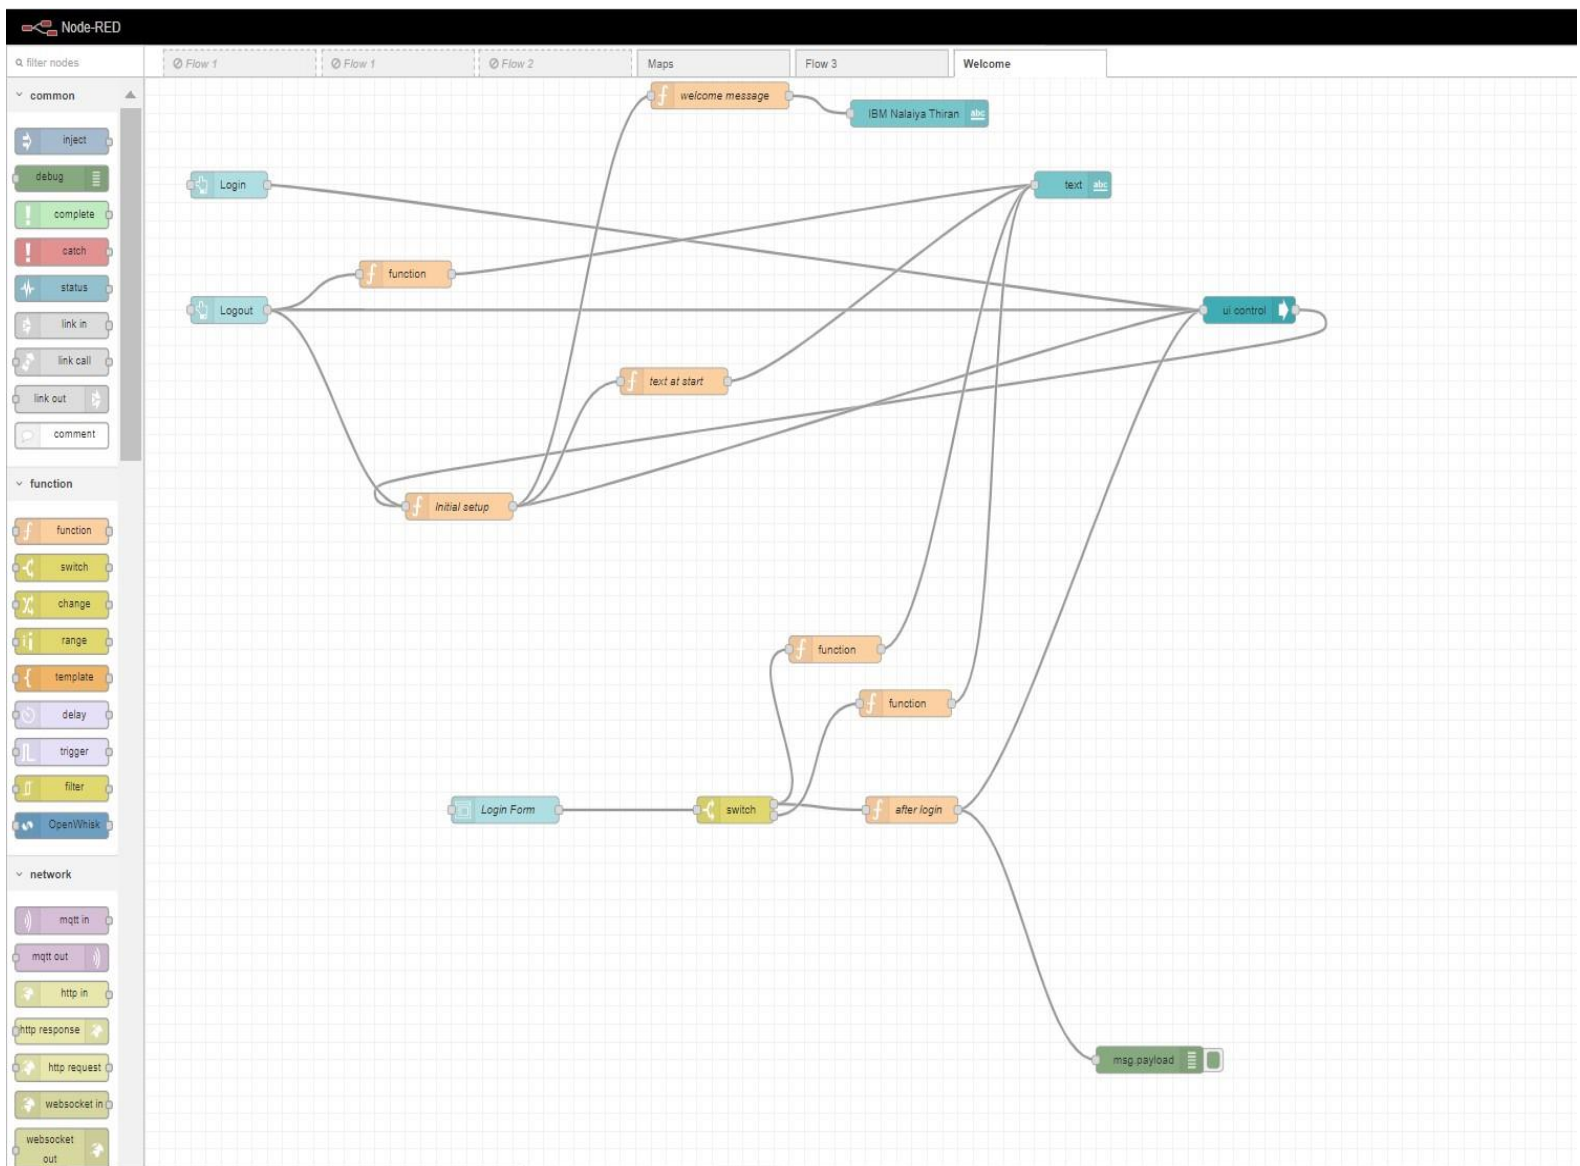 Node-RED
filter nodes
Flow 1
Flow 1
Flow 2
Maps
Flow 3
Welcome
common
inject
debug
complete
catch
status
link in
link call
link out
comment
function
function
switch
change
range
template
delay
trigger
filter
OpenWhisk
network
mqtt in
mqtt out
http in
http response
http request
websocket in
websocket
out
welcome message
IBM Nalaiya Thiran abc
Login
text abc
function
Logout
ui control
text at start
Initial setup
function
function
Login Form
switch
after login
msg.payload